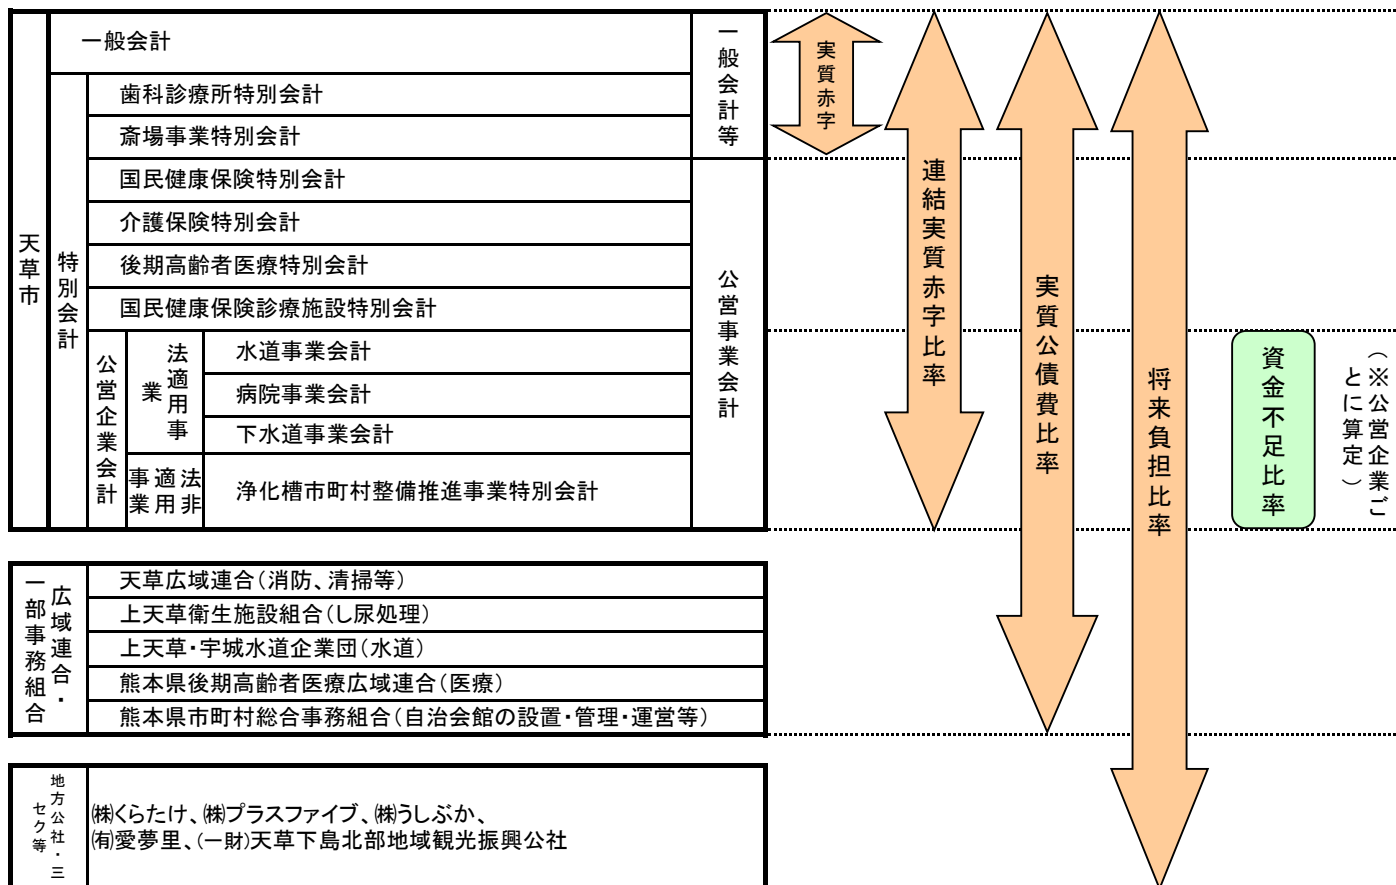 一般会計
一般会計等
実質赤字
歯科診療所特別会計
斎場事業特別会計
天草市
特別会計
国民健康保険特別会計
介護保険特別会計
後期高齢者医療特別会計
国民健康保険診療施設特別会計
公営事業会計
公営企業会計
法適用事
業
水道事業会計
病院事業会計
下水道事業会計
法非
適用
事業
浄化槽市町村整備推進事業特別会計
連結実質赤字比率
実質公債費比率
将来負担比率
資金不足比率
(※公営企業ご
とに算定)
広域連合・
一部事務組合
天草広域連合(消防、清掃等)
上天草衛生施設組合(し尿処理)
上天草・宇城水道企業団(水道)
熊本県後期高齢者医療広域連合(医療)
熊本県市町村総合事務組合(自治会館の設置・管理・運営等)
地方公社・三
セク等
㈱くらたけ、㈱プラスファイブ、㈱うしぶか、
㈲愛夢里、(一財)天草下島北部地域観光振興公社